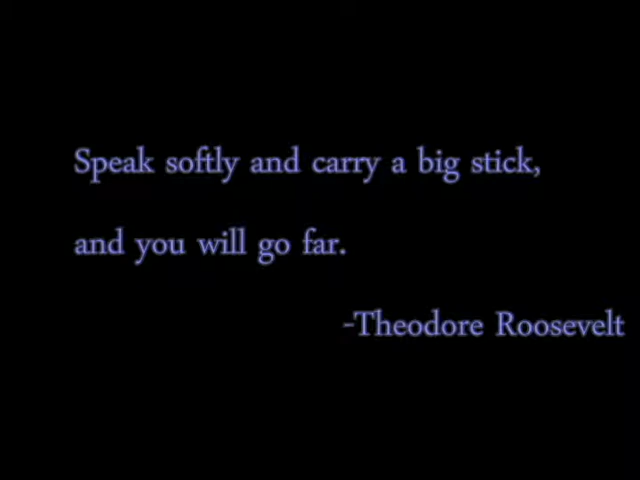 Speak softly and carry a big stick,
and you will go far.
-Theodore Roosevelt